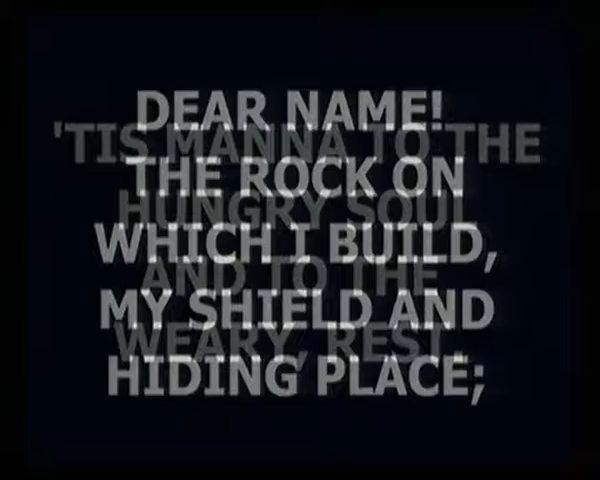 DEAR NAME!
'TIS MANNA TO THE
THE ROCK ON
HUNGRY SOUL
WHICH I BUILD,
AND TO THE
MY SHIELD AND
WEARY, REST.
HIDING PLACE;